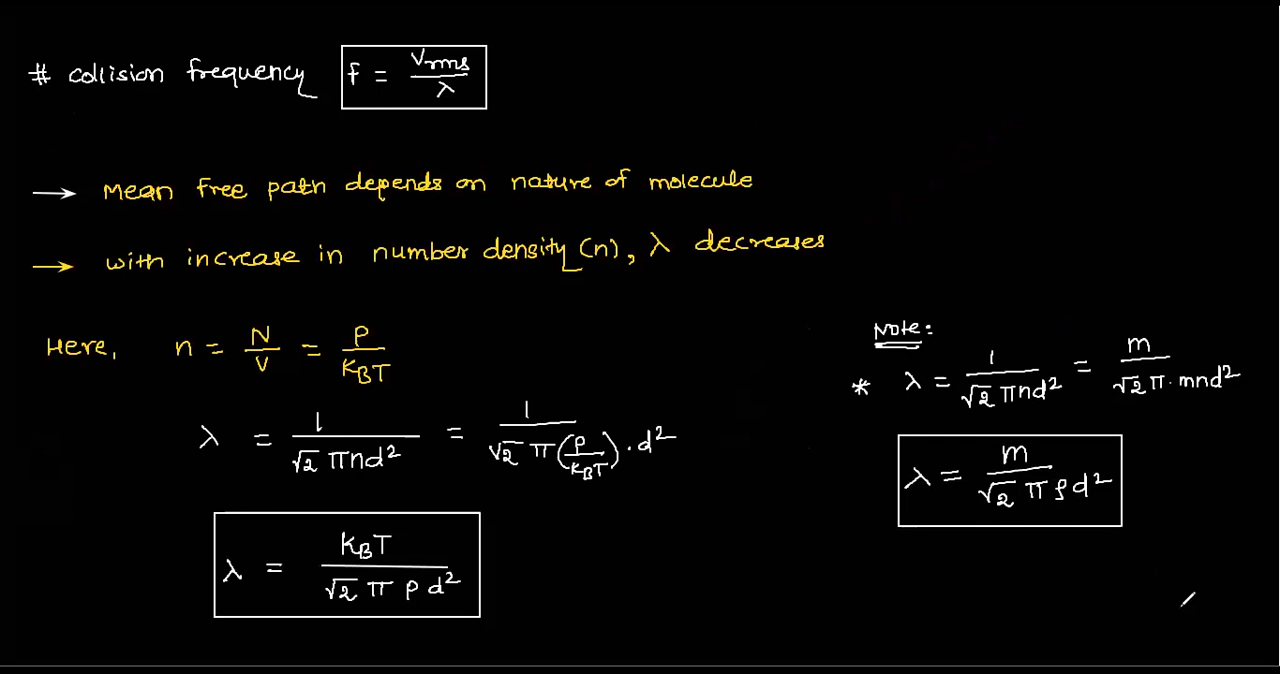 # collision frequency f = Vrms/λ
→ Mean free path depends on nature of molecule
→ with increase in number density (n), λ decreases
Here, n = N/V = P/KBT
λ = 1/√2 πnd² = 1/√2 π(P/KBT)·d²
λ = KBT/√2 π P d²
Note:
* λ = 1/√2 πnd² = m/√2 π·mnd²
λ = m/√2 π ρd²